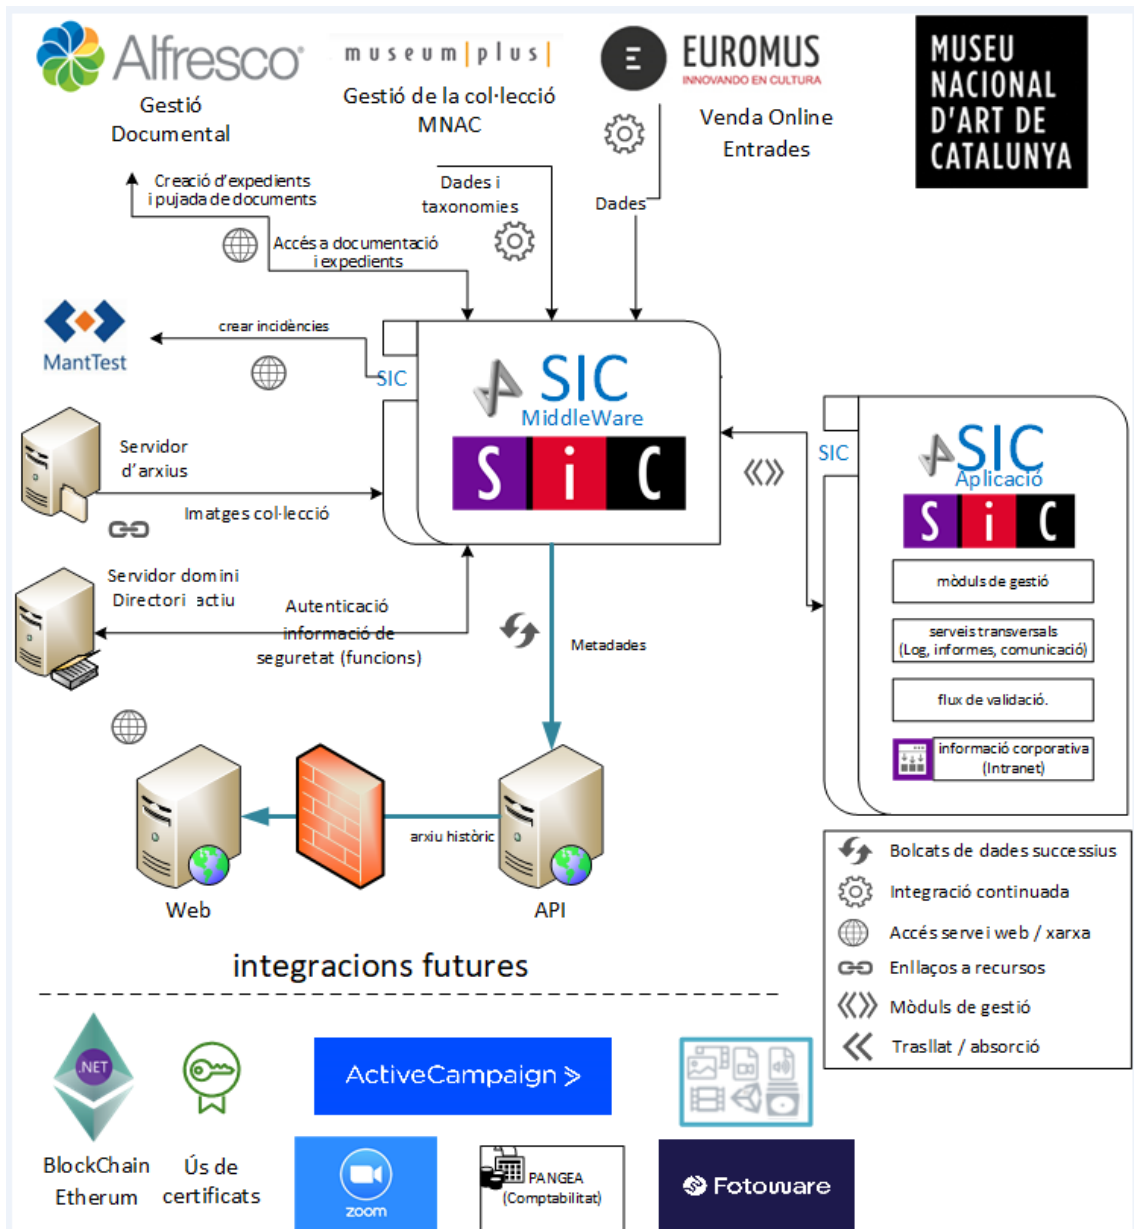 Alfresco
Gestió
Documental
museum|plus|
Gestió de la col·lecció
MNAC
EUROMUS
INNOVANDO EN CULTURA
Venda Online
Entrades
MUSEU
NACIONAL
D'ART DE
CATALUNYA
Creació d'expedients
i pujada de documents
Dades i
taxonomies
Dades
Accés a documentació
i expedients
MantTest
crear incidències
SIC
SIC
MiddleWare
SiC
Servidor
d'arxius
Imatges col·lecció
Servidor domini
Directori actiu
Autenticació
informació de
seguretat (funcions)
Metadades
SIC
SIC
Aplicació
SiC
mòduls de gestió
serveis transversals
(Log, informes, comunicació)
flux de validació.
informació corporativa
(Intranet)
arxiu històric
Web
API
Bolcats de dades successius
Integració continuada
Accés servei web / xarxa
Enllaços a recursos
Mòduls de gestió
Trasllat / absorció
integracions futures
.NET
BlockChain
Etherum
Ús de
certificats
ActiveCampaign >
zoom
PANGEA
(Comptabilitat)
Fotoware